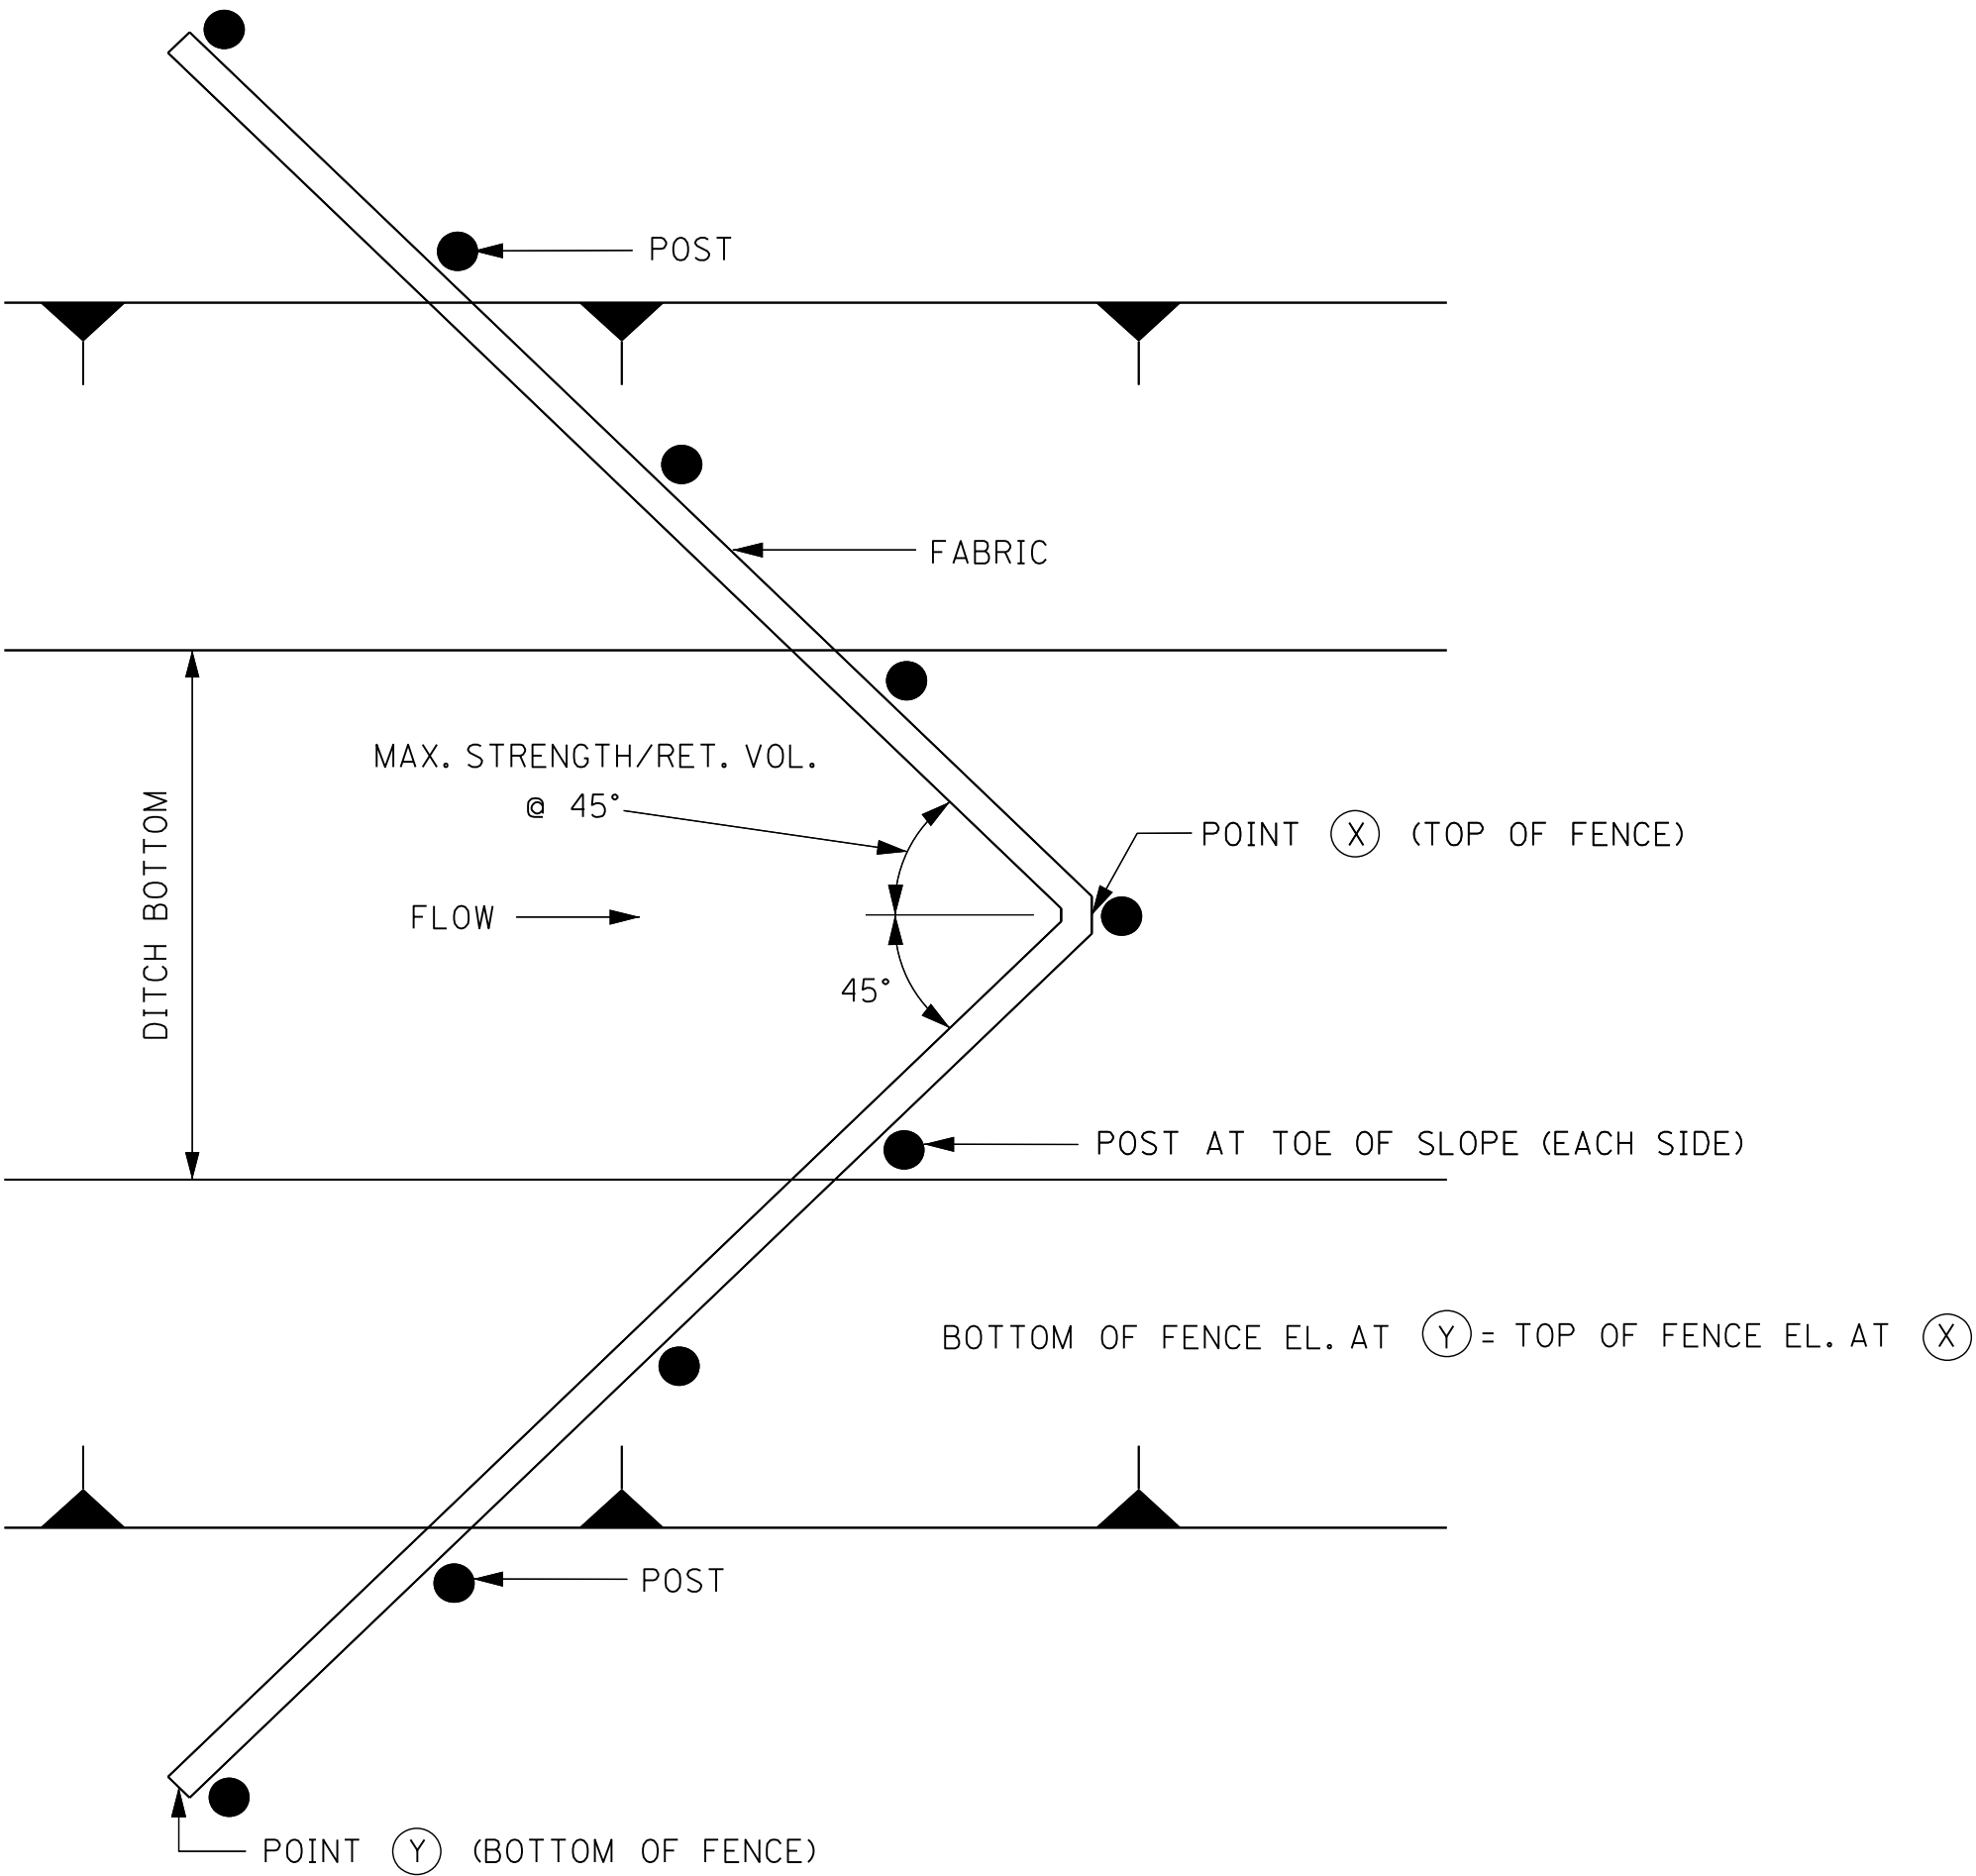 POST
FABRIC
MAX. STRENGTH/RET. VOL.
@ 45°
POINT X (TOP OF FENCE)
DITCH BOTTOM
FLOW
45°
POST AT TOE OF SLOPE (EACH SIDE)
BOTTOM OF FENCE EL. AT Y = TOP OF FENCE EL. AT X
POST
POINT Y (BOTTOM OF FENCE)